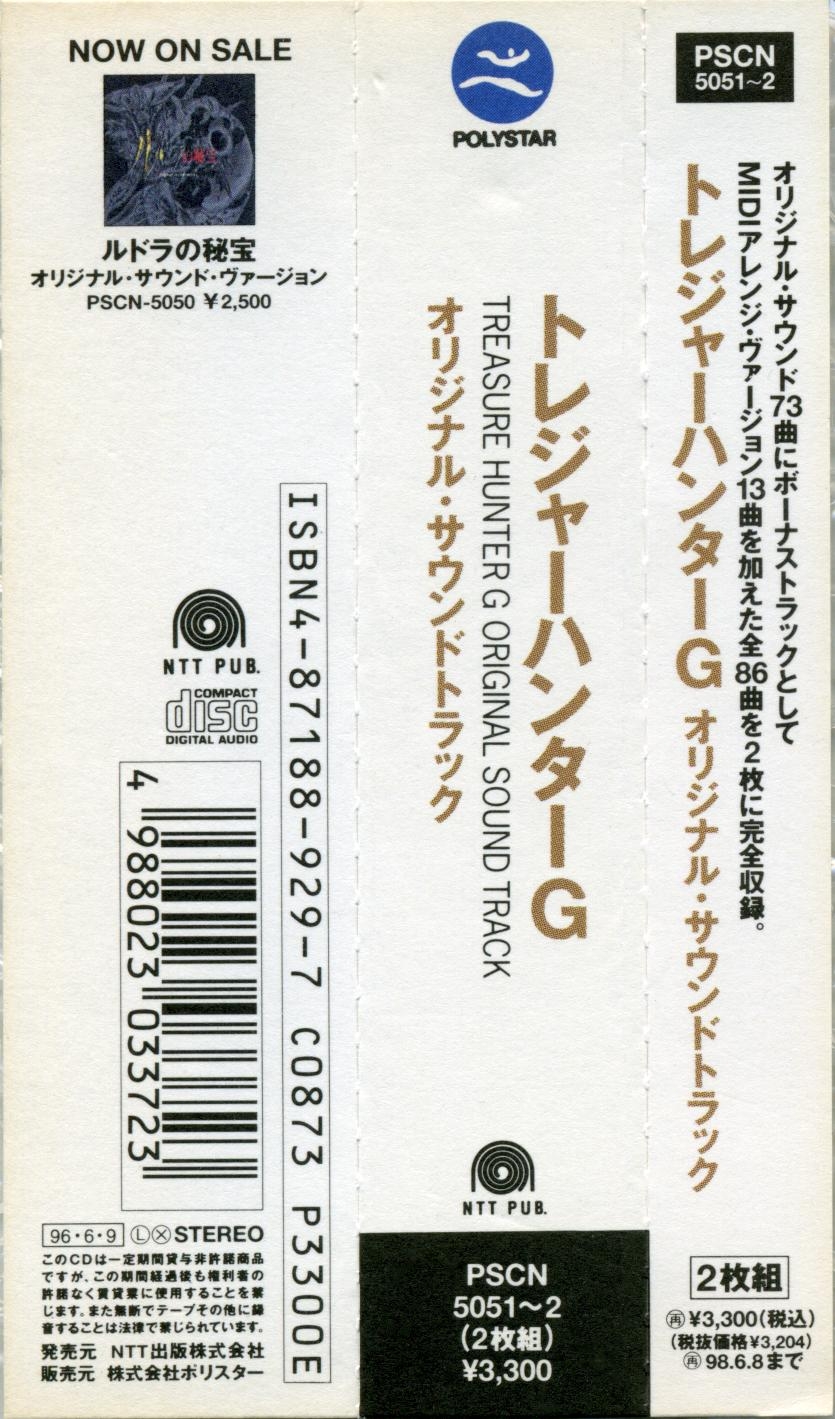 NOW ON SALE
の秘宝
ルドラの秘宝
オリジナル・サウンド・ヴァージョン
PSCN-5050 ¥2,500
ISBN4-87188-929-7 C0873 P3300E
NTT PUB.
COMPACT
disc
DIGITAL AUDIO
4 988023 033723
96・6・9 Ⓛ Ⓧ STEREO
このCDは一定期間貸与非許諾商品
ですが、この期間経過後も権利者の
許諾なく賃貸業に使用することを禁
じます。また無断でテープその他に録
音することは法律で禁じられています。
発売元 NTT出版株式会社
販売元 株式会社ポリスター
POLYSTAR
トレジャーハンターG
TREASURE HUNTER G ORIGINAL SOUND TRACK
オリジナル・サウンドトラック
NTT PUB.
PSCN
5051〜2
(2枚組)
¥3,300
PSCN
5051〜2
オリジナル・サウンド73曲にボーナストラックとして
MIDIアレンジ・ヴァージョン13曲を加えた全86曲を2枚に完全収録。
トレジャーハンターG オリジナル・サウンドトラック
2枚組
再 ¥3,300(税込)
(税抜価格¥3,204)
再 98.6.8まで